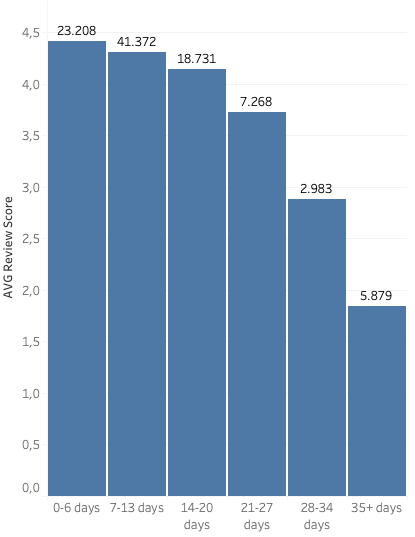 AVG Review Score
4,5
4,0
3,5
3,0
2,5
2,0
1,5
1,0
0,5
0,0
23.208
41.372
18.731
7.268
2.983
5.879
0-6 days
7-13 days
14-20
days
21-27
days
28-34
days
35+ days